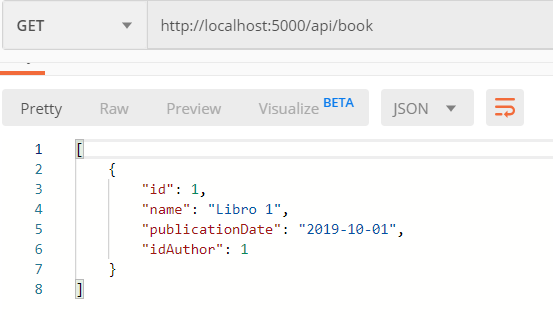 GET http://localhost:5000/api/book
Pretty Raw Preview Visualize BETA JSON
1 [
2 {
3 "id": 1,
4 "name": "Libro 1",
5 "publicationDate": "2019-10-01",
6 "idAuthor": 1
7 }
8 ]